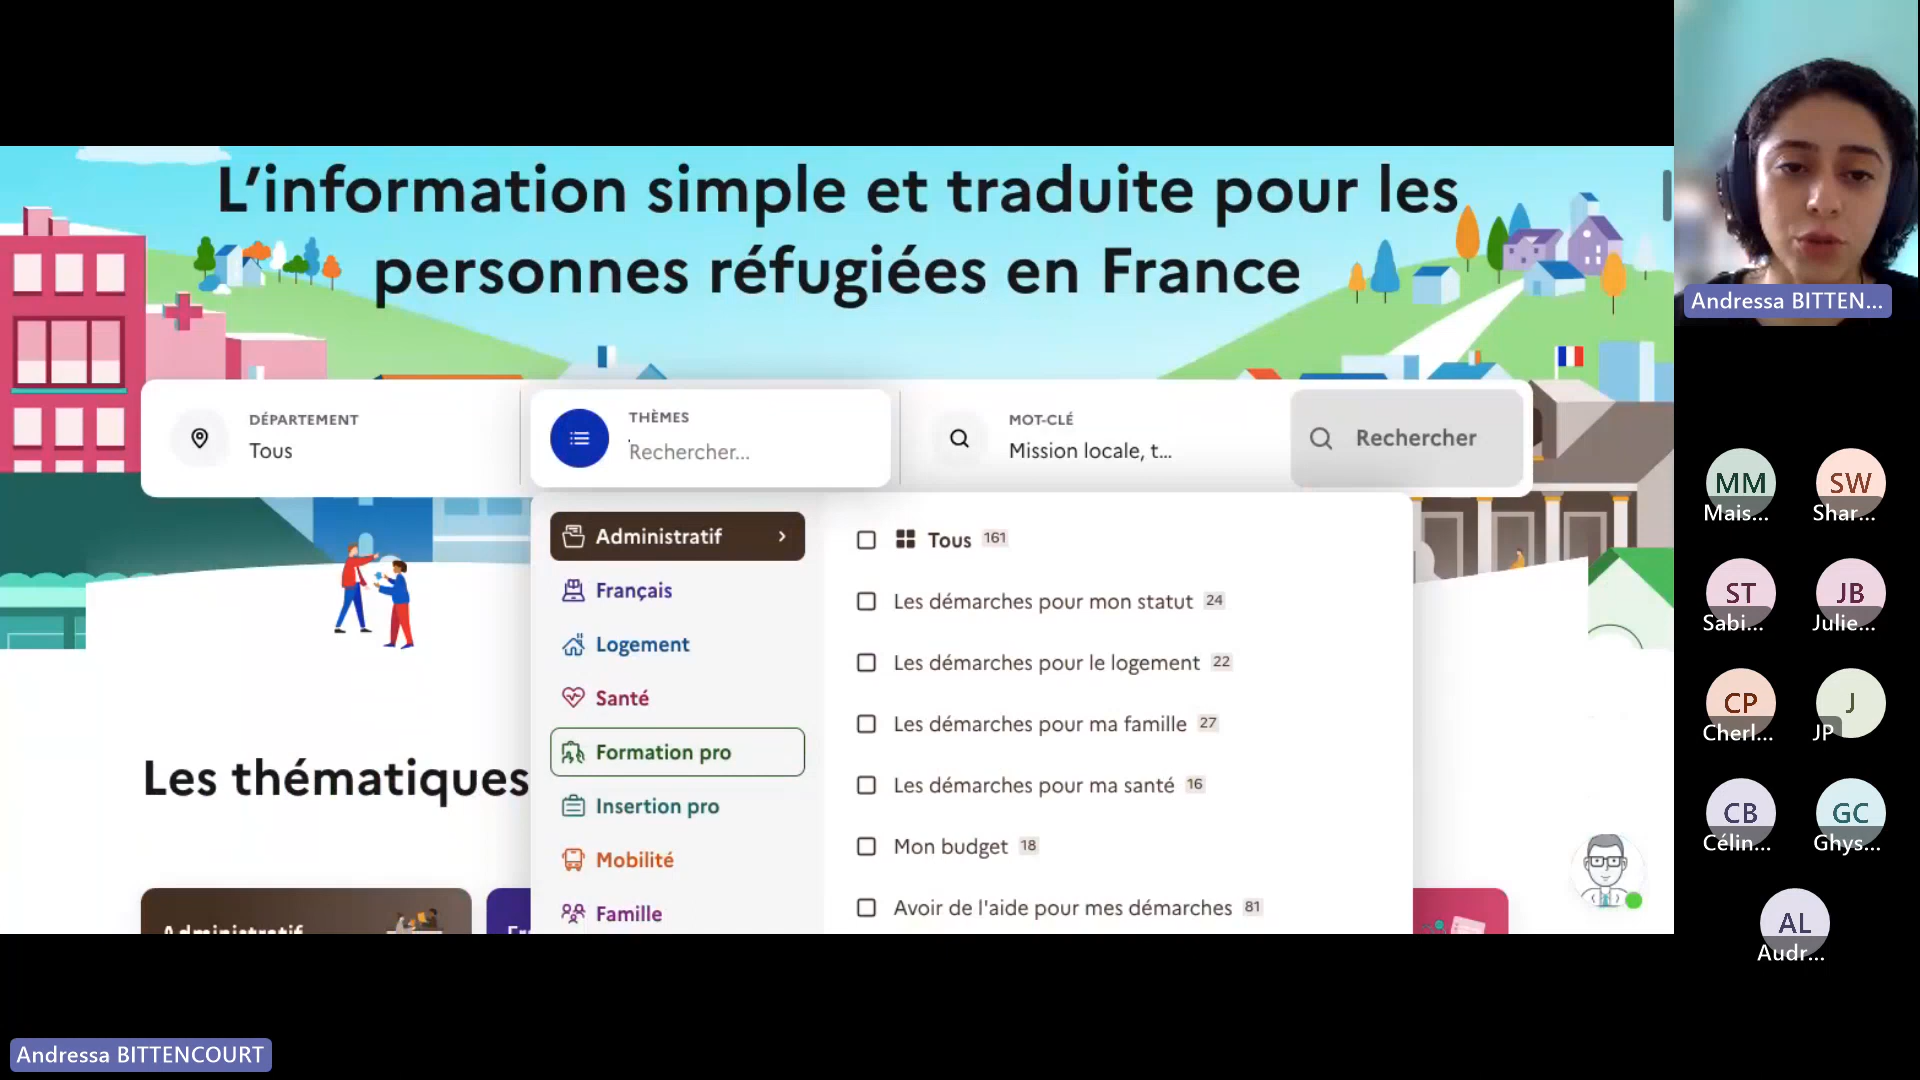 L'information simple et traduite pour les
personnes réfugiées en France
DÉPARTEMENT
Tous
THÈMES
Rechercher...
MOT-CLÉ
Mission locale, t...
Rechercher
Administratif
Français
Logement
Santé
Formation pro
Insertion pro
Mobilité
Famille
Tous 161
Les démarches pour mon statut 24
Les démarches pour le logement 22
Les démarches pour ma famille 27
Les démarches pour ma santé 16
Mon budget 18
Avoir de l'aide pour mes démarches 81
Les thématiques
Administratif
Fr
Andressa BITTEN...
MM
Mais...
SW
Shar...
ST
Sabi...
JB
Julie...
CP
Cherl...
J
JP
CB
Célin...
GC
Ghys...
AL
Audr...
Andressa BITTENCOURT